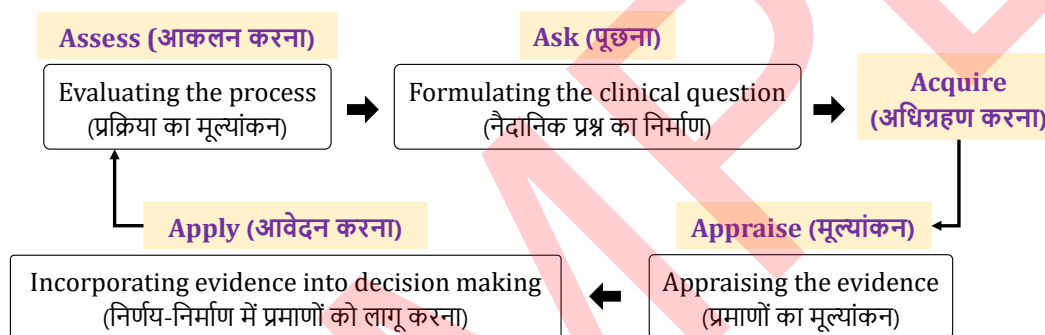 Assess (आकलन करना)
Evaluating the process
(प्रक्रिया का मूल्यांकन)
Ask (पूछना)
Formulating the clinical question
(नैदानिक प्रश्न का निर्माण)
Acquire
(अधिग्रहण करना)
Appraise (मूल्यांकन)
Appraising the evidence
(प्रमाणों का मूल्यांकन)
Apply (आवेदन करना)
Incorporating evidence into decision making
(निर्णय-निर्माण में प्रमाणों को लागू करना)